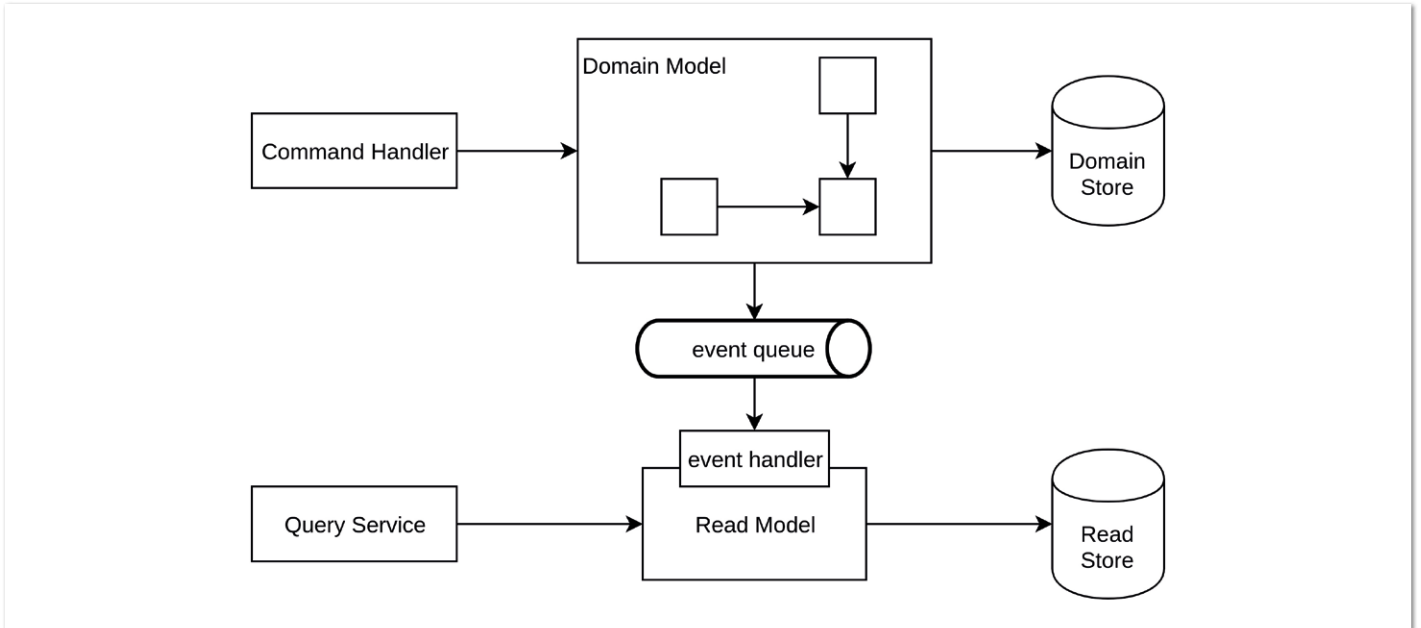 Domain Model
Command Handler
Domain
Store
event queue
event handler
Query Service
Read Model
Read
Store